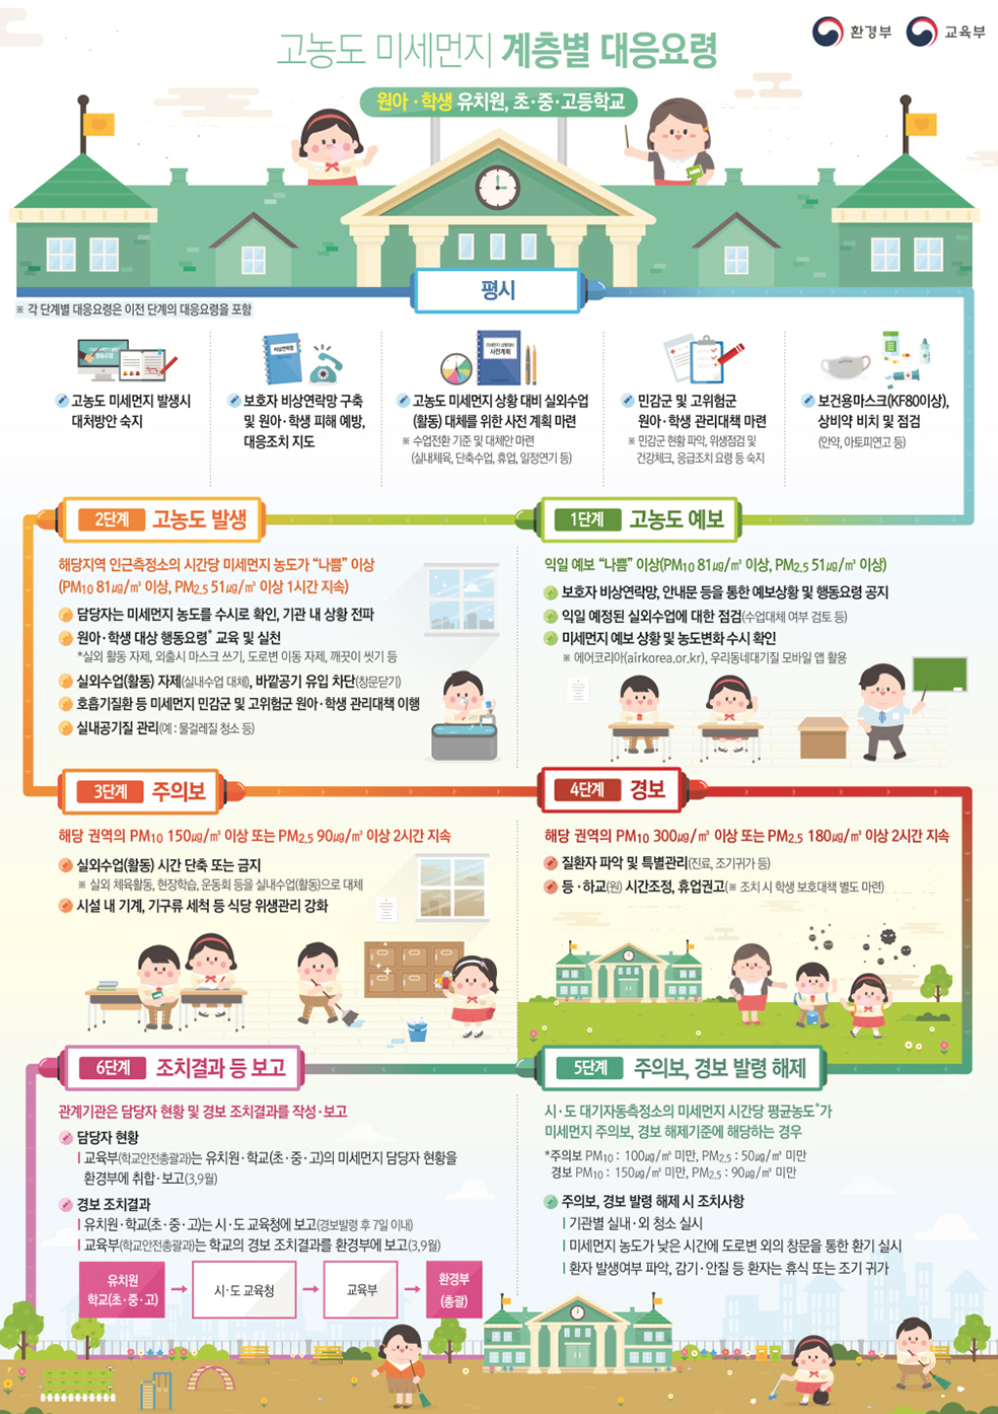 환경부 교육부
고농도 미세먼지 계층별 대응요령
원아·학생 유치원, 초·중·고등학교
평시
※ 각 단계별 대응요령은 이전 단계의 대응요령을 포함
비상연락망
사전계획
고농도 미세먼지 발생시
대처방안 숙지
보호자 비상연락망 구축
및 원아·학생 피해 예방,
대응조치 지도
고농도 미세먼지 상황 대비 실외수업
(활동) 대체를 위한 사전 계획 마련
※ 수업전환 기준 및 대체안 마련
(실내체육, 단축수업, 휴업, 일정연기 등)
민감군 및 고위험군
원아·학생 관리대책 마련
※ 민감군 현황 파악, 위생점검 및
건강체크, 응급조치 요령 등 숙지
보건용마스크(KF80이상),
상비약 비치 및 점검
(안약, 아토피연고 등)
1단계 고농도 예보
익일 예보 “나쁨” 이상(PM10 81㎍/㎥ 이상, PM2.5 51㎍/㎥ 이상)
보호자 비상연락망, 안내문 등을 통한 예보상황 및 행동요령 공지
익일 예정된 실외수업에 대한 점검(수업대체 여부 검토 등)
미세먼지 예보 상황 및 농도변화 수시 확인
※ 에어코리아(airkorea.or.kr), 우리동네대기질 모바일 앱 활용
2단계 고농도 발생
해당지역 인근측정소의 시간당 미세먼지 농도가 “나쁨” 이상
(PM10 81㎍/㎥ 이상, PM2.5 51㎍/㎥ 이상 1시간 지속)
담당자는 미세먼지 농도를 수시로 확인, 기관 내 상황 전파
원아·학생 대상 행동요령* 교육 및 실천
*실외 활동 자제, 외출시 마스크 쓰기, 도로변 이동 자제, 깨끗이 씻기 등
실외수업(활동) 자제(실내수업 대체), 바깥공기 유입 차단(창문닫기)
호흡기질환 등 미세먼지 민감군 및 고위험군 원아·학생 관리대책 이행
실내공기질 관리(예 : 물걸레질 청소 등)
3단계 주의보
해당 권역의 PM10 150㎍/㎥ 이상 또는 PM2.5 90㎍/㎥ 이상 2시간 지속
실외수업(활동) 시간 단축 또는 금지
※ 실외 체육활동, 현장학습, 운동회 등을 실내수업(활동)으로 대체
시설 내 기계, 기구류 세척 등 식당 위생관리 강화
4단계 경보
해당 권역의 PM10 300㎍/㎥ 이상 또는 PM2.5 180㎍/㎥ 이상 2시간 지속
질환자 파악 및 특별관리(진료, 조기귀가 등)
등·하교(원) 시간조정, 휴업권고(※ 조치 시 학생 보호대책 별도 마련)
5단계 주의보, 경보 발령 해제
시·도 대기자동측정소의 미세먼지 시간당 평균농도*가
미세먼지 주의보, 경보 해제기준에 해당하는 경우
*주의보 PM10 : 100㎍/㎥ 미만, PM2.5 : 50㎍/㎥ 미만
경보 PM10 : 150㎍/㎥ 미만, PM2.5 : 90㎍/㎥ 미만
주의보, 경보 발령 해제 시 조치사항
기관별 실내·외 청소 실시
미세먼지 농도가 낮은 시간에 도로변 외의 창문을 통한 환기 실시
환자 발생여부 파악, 감기·안질 등 환자는 휴식 또는 조기 귀가
6단계 조치결과 등 보고
관계기관은 담당자 현황 및 경보 조치결과를 작성·보고
담당자 현황
교육부(학교안전총괄과)는 유치원·학교(초·중·고)의 미세먼지 담당자 현황을
환경부에 취합·보고(3,9월)
경보 조치결과
유치원·학교(초·중·고)는 시·도 교육청에 보고(경보발령 후 7일 이내)
교육부(학교안전총괄과)는 학교의 경보 조치결과를 환경부에 보고(3,9월)
유치원
학교(초·중·고)
시·도 교육청
교육부
환경부
(총괄)